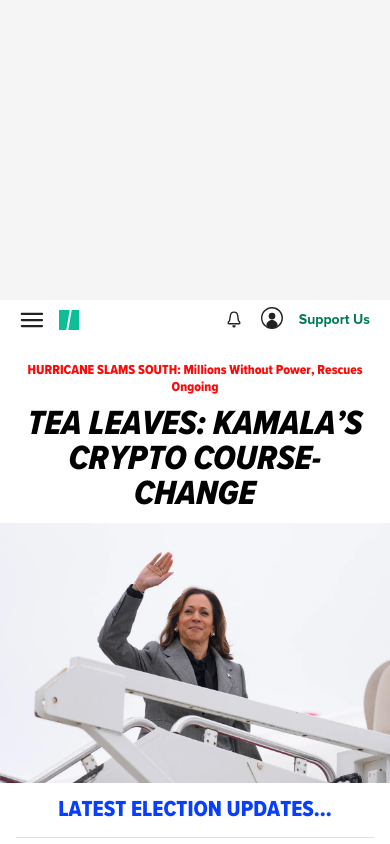 Support Us
HURRICANE SLAMS SOUTH: Millions Without Power, Rescues
Ongoing
TEA LEAVES: KAMALA’S
CRYPTO COURSE-
CHANGE
LATEST ELECTION UPDATES...